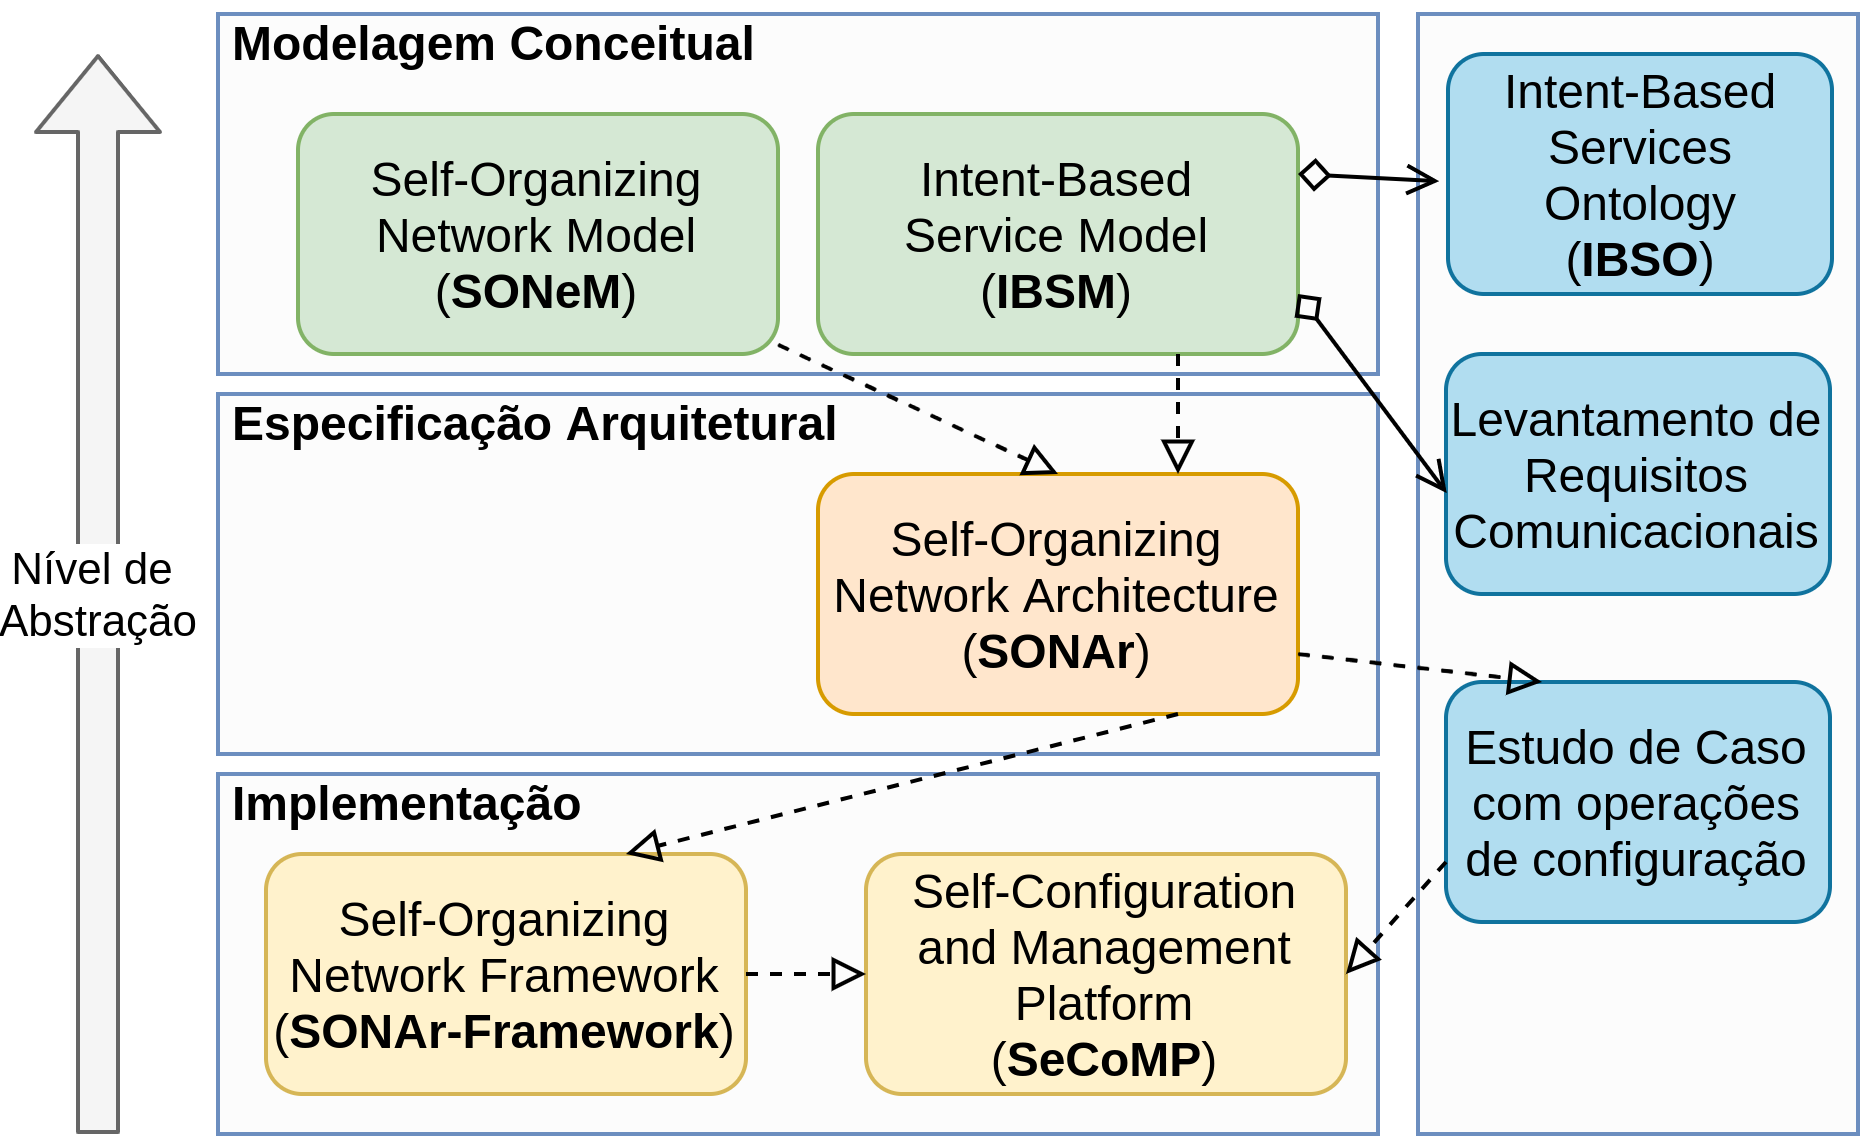 Modelagem Conceitual
Self-Organizing
Network Model
(SONeM)
Intent-Based
Service Model
(IBSM)
Intent-Based
Services
Ontology
(IBSO)
Especificação Arquitetural
Self-Organizing
Network Architecture
(SONAr)
Levantamento de
Requisitos
Comunicacionais
Nível de
Abstração
Implementação
Self-Organizing
Network Framework
(SONAr-Framework)
Self-Configuration
and Management
Platform
(SeCoMP)
Estudo de Caso
com operações
de configuração